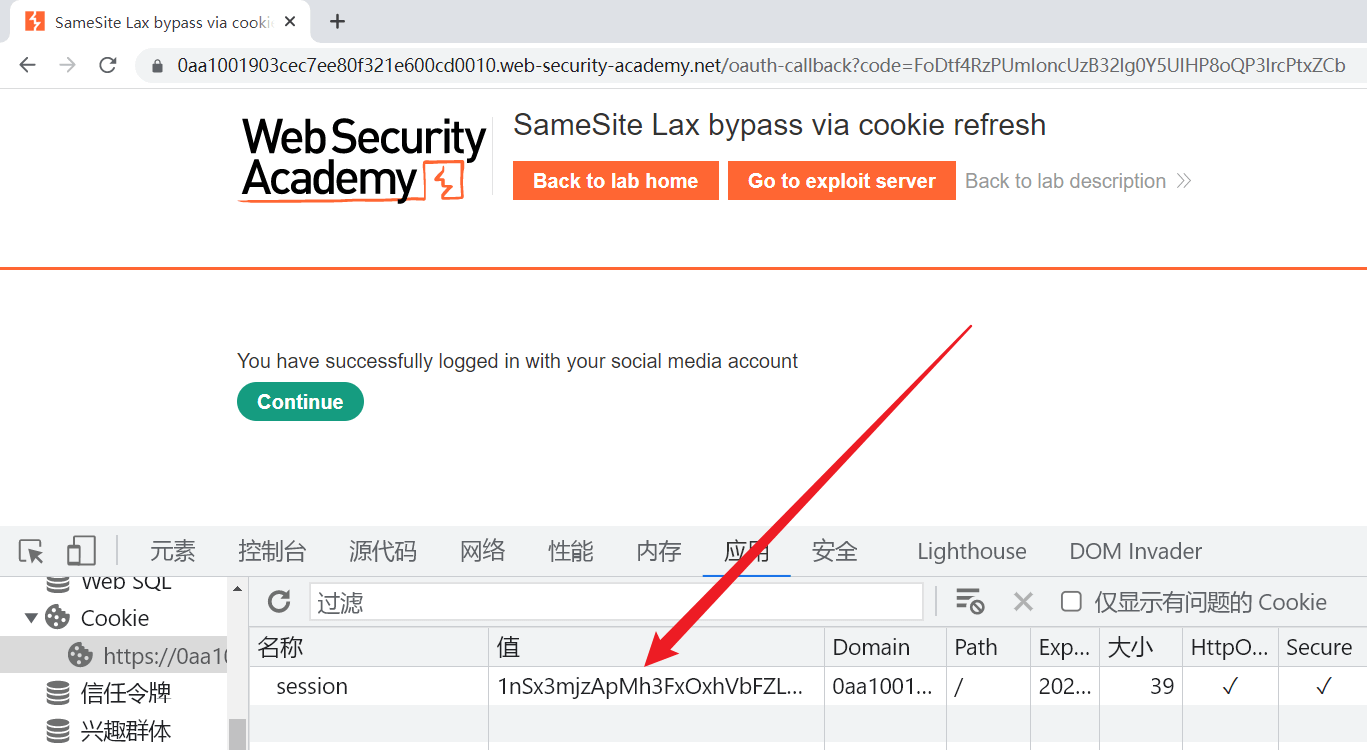 SameSite Lax bypass via cooki
0aa1001903cec7ee80f321e600cd0010.web-security-academy.net/oauth-callback?code=FoDtf4RzPUmIoncUzB32Ig0Y5UIHP8oQP3IrcPtxZCb
WebSecurity
Academy
SameSite Lax bypass via cookie refresh
Back to lab home
Go to exploit server
Back to lab description
You have successfully logged in with your social media account
Continue
元素 控制台 源代码 网络 性能 内存 应用 安全 Lighthouse DOM Invader
Web SQL
Cookie
https://0aa10
信任令牌
兴趣群体
过滤
仅显示有问题的 Cookie
名称 值 Domain Path Exp... 大小 HttpO... Secure
session 1nSx3mjzApMh3FxOxhVbFZL... 0aa1001... / 202... 39 ✓ ✓